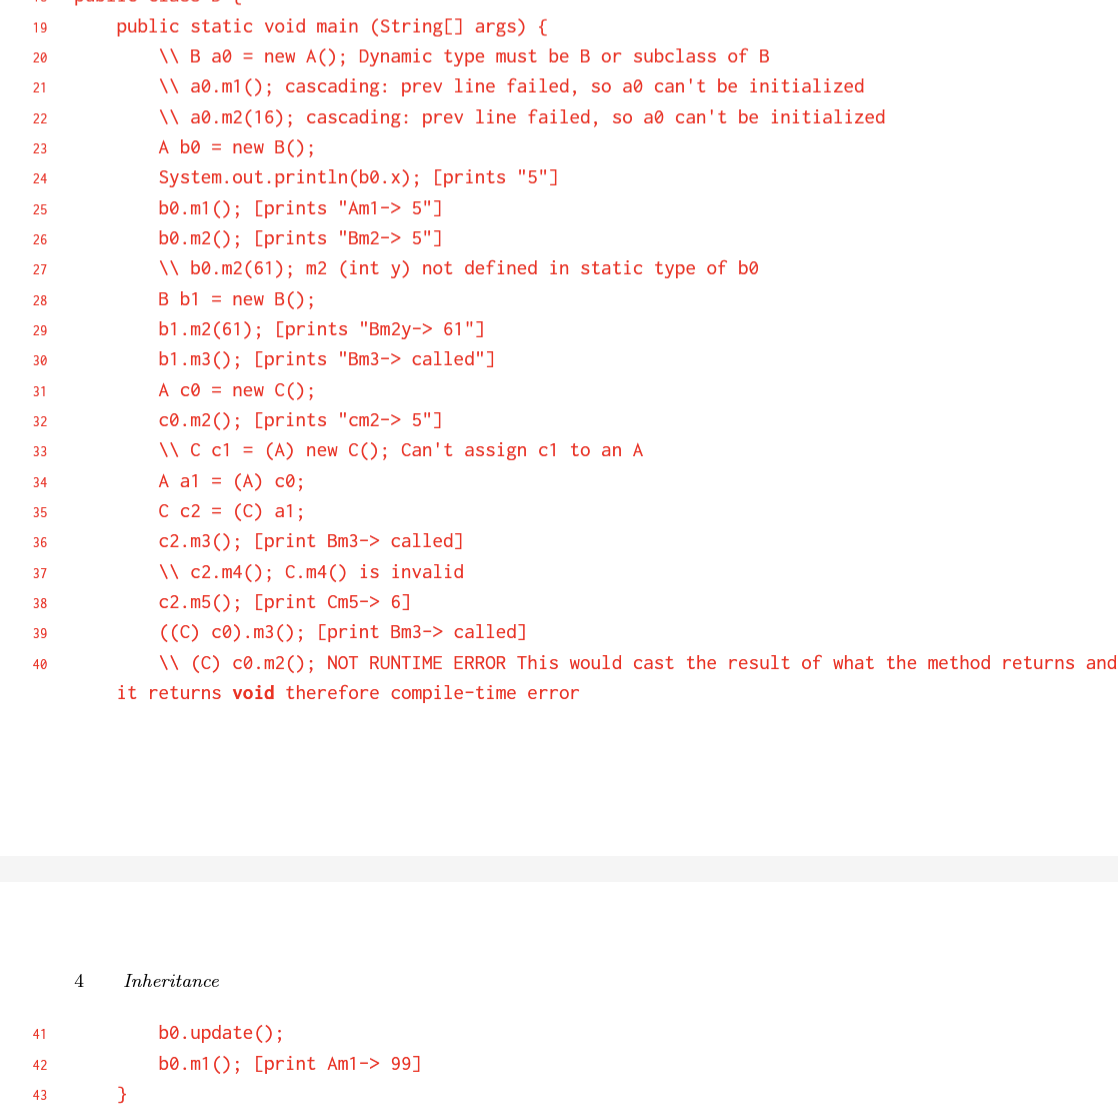 public class D {
19 public static void main (String[] args) {
20 \\ B a0 = new A(); Dynamic type must be B or subclass of B
21 \\ a0.m1(); cascading: prev line failed, so a0 can't be initialized
22 \\ a0.m2(16); cascading: prev line failed, so a0 can't be initialized
23 A b0 = new B();
24 System.out.println(b0.x); [prints "5"]
25 b0.m1(); [prints "Am1-> 5"]
26 b0.m2(); [prints "Bm2-> 5"]
27 \\ b0.m2(61); m2 (int y) not defined in static type of b0
28 B b1 = new B();
29 b1.m2(61); [prints "Bm2y-> 61"]
30 b1.m3(); [prints "Bm3-> called"]
31 A c0 = new C();
32 c0.m2(); [prints "cm2-> 5"]
33 \\ C c1 = (A) new C(); Can't assign c1 to an A
34 A a1 = (A) c0;
35 C c2 = (C) a1;
36 c2.m3(); [print Bm3-> called]
37 \\ c2.m4(); C.m4() is invalid
38 c2.m5(); [print Cm5-> 6]
39 ((C) c0).m3(); [print Bm3-> called]
40 \\ (C) c0.m2(); NOT RUNTIME ERROR This would cast the result of what the method returns and
it returns void therefore compile-time error
4 Inheritance
41 b0.update();
42 b0.m1(); [print Am1-> 99]
43 }